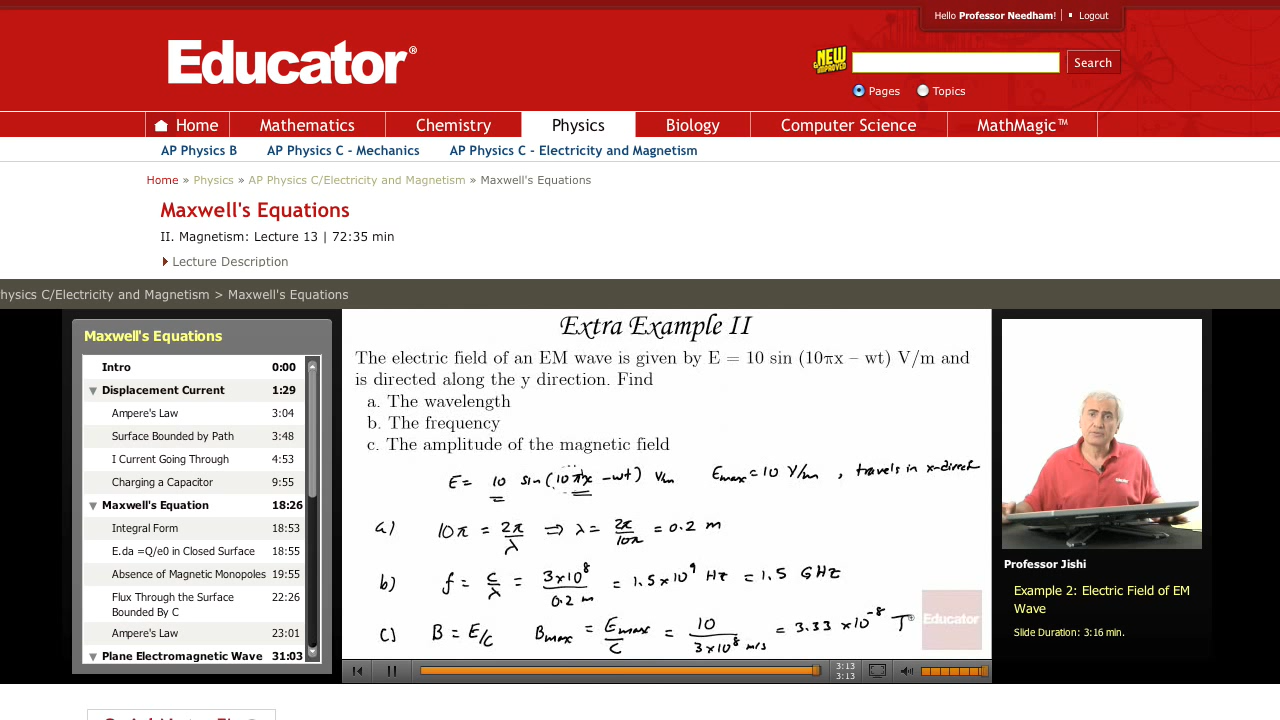 Hello Professor Needham! Logout
Educator®
NEW & IMPROVED
Search
Pages Topics
Home Mathematics Chemistry Physics Biology Computer Science MathMagic™
AP Physics B AP Physics C - Mechanics AP Physics C - Electricity and Magnetism
Home » Physics » AP Physics C/Electricity and Magnetism » Maxwell's Equations
Maxwell's Equations
II. Magnetism: Lecture 13 | 72:35 min
Lecture Description
hysics C/Electricity and Magnetism > Maxwell's Equations
Maxwell's Equations
Intro 0:00
Displacement Current 1:29
Ampere's Law 3:04
Surface Bounded by Path 3:48
I Current Going Through 4:53
Charging a Capacitor 9:55
Maxwell's Equation 18:26
Integral Form 18:53
E.da =Q/e0 in Closed Surface 18:55
Absence of Magnetic Monopoles 19:55
Flux Through the Surface
Bounded By C 22:26
Ampere's Law 23:01
Plane Electromagnetic Wave 31:03
Extra Example II
The electric field of an EM wave is given by E = 10 sin (10πx – wt) V/m and
is directed along the y direction. Find
a. The wavelength
b. The frequency
c. The amplitude of the magnetic field
E = 10 sin(10πx - wt) V/m Emax = 10 V/m , travels in x-direct
a) 10π = 2π/λ ⇒ λ = 2π/10π = 0.2 m
b) f = c/λ = 3×10⁸/0.2 m = 1.5×10⁹ Hz = 1.5 GHz
c) B = E/c Bmax = Emax/c = 10/3×10⁸ m/s = 3.33 ×10⁻⁸ T
Educator®
3:13
3:13
Professor Jishi
Example 2: Electric Field of EM
Wave
Slide Duration: 3:16 min.